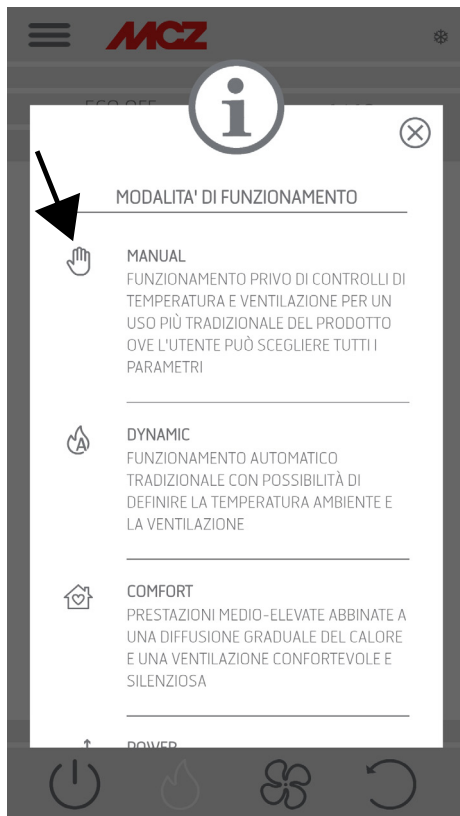 MCZ
MODALITA' DI FUNZIONAMENTO
MANUAL
FUNZIONAMENTO PRIVO DI CONTROLLI DI
TEMPERATURA E VENTILAZIONE PER UN
USO PIÙ TRADIZIONALE DEL PRODOTTO
OVE L'UTENTE PUÒ SCEGLIERE TUTTI I
PARAMETRI
DYNAMIC
FUNZIONAMENTO AUTOMATICO
TRADIZIONALE CON POSSIBILITÀ DI
DEFINIRE LA TEMPERATURA AMBIENTE E
LA VENTILAZIONE
COMFORT
PRESTAZIONI MEDIO-ELEVATE ABBINATE A
UNA DIFFUSIONE GRADUALE DEL CALORE
E UNA VENTILAZIONE CONFORTEVOLE E
SILENZIOSA
POWER